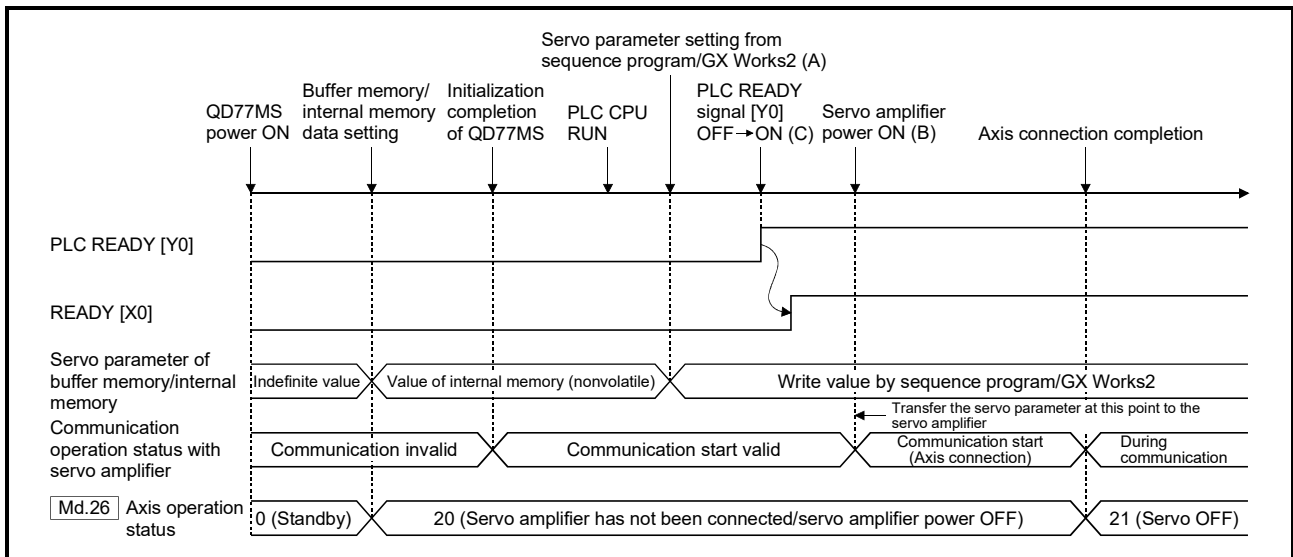 Servo parameter setting from
sequence program/GX Works2 (A)
QD77MS
power ON
Buffer memory/
internal memory
data setting
Initialization
completion
of QD77MS
PLC CPU
RUN
PLC READY
signal [Y0]
OFF→ON (C)
Servo amplifier
power ON (B)
Axis connection completion
PLC READY [Y0]
READY [X0]
Servo parameter of
buffer memory/internal
memory
Indefinite value
Value of internal memory (nonvolatile)
Write value by sequence program/GX Works2
Transfer the servo parameter at this point to the
servo amplifier
Communication
operation status with
servo amplifier
Communication invalid
Communication start valid
Communication start
(Axis connection)
During
communication
Md.26 Axis operation
status
0 (Standby)
20 (Servo amplifier has not been connected/servo amplifier power OFF)
21 (Servo OFF)